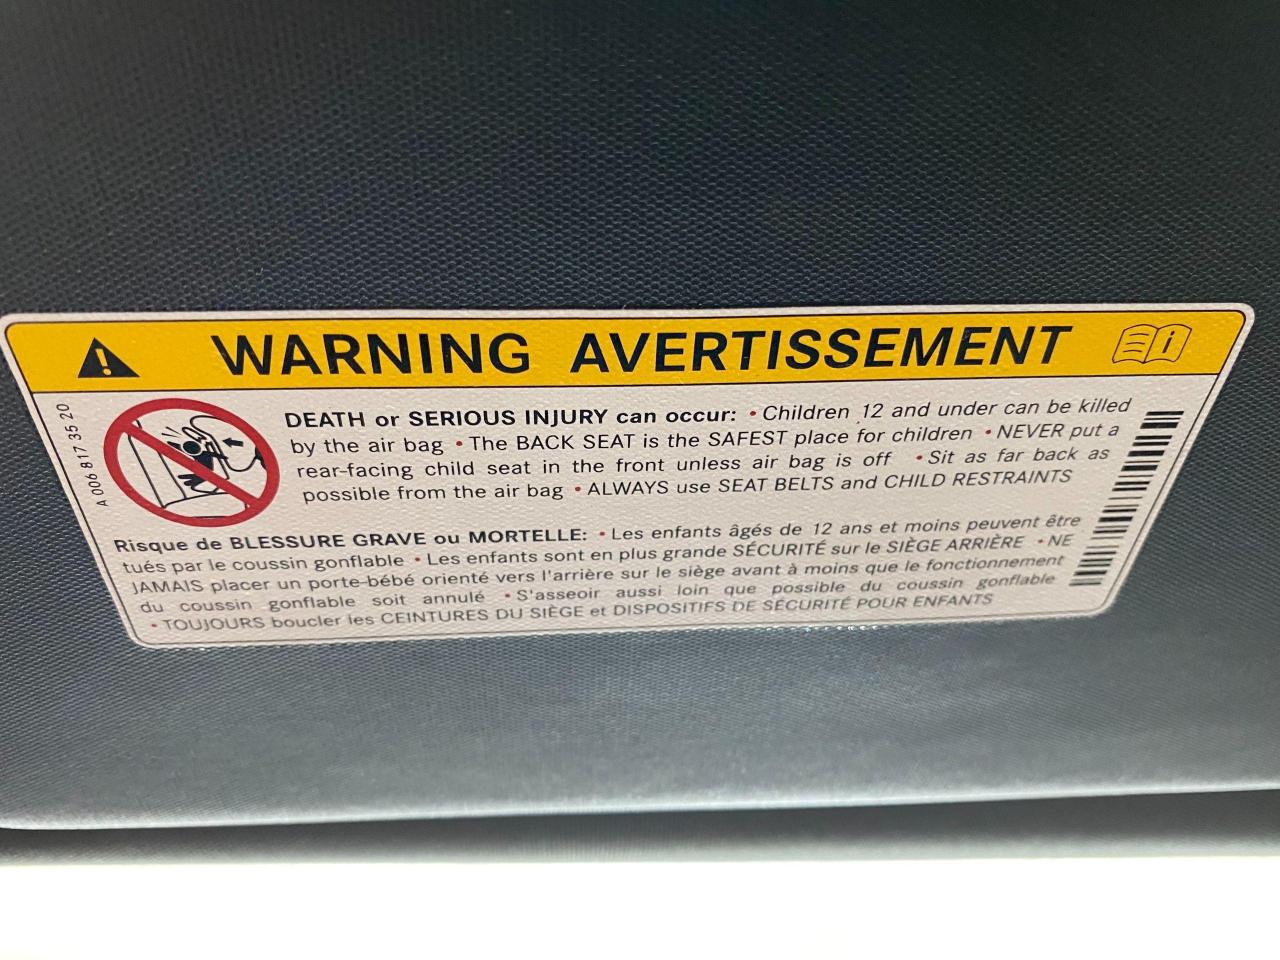 WARNING AVERTISSEMENT
A 006 817 35 20
DEATH or SERIOUS INJURY can occur: • Children 12 and under can be killed
by the air bag • The BACK SEAT is the SAFEST place for children • NEVER put a
rear-facing child seat in the front unless air bag is off • Sit as far back as
possible from the air bag • ALWAYS use SEAT BELTS and CHILD RESTRAINTS
Risque de BLESSURE GRAVE ou MORTELLE: • Les enfants âgés de 12 ans et moins peuvent être
tués par le coussin gonflable • Les enfants sont en plus grande SÉCURITÉ sur le SIÈGE ARRIÈRE • NE
JAMAIS placer un porte-bébé orienté vers l'arrière sur le siège avant à moins que le fonctionnement
du coussin gonflable soit annulé • S'asseoir aussi loin que possible du coussin gonflable
• TOUJOURS boucler les CEINTURES DU SIÈGE et DISPOSITIFS DE SÉCURITÉ POUR ENFANTS